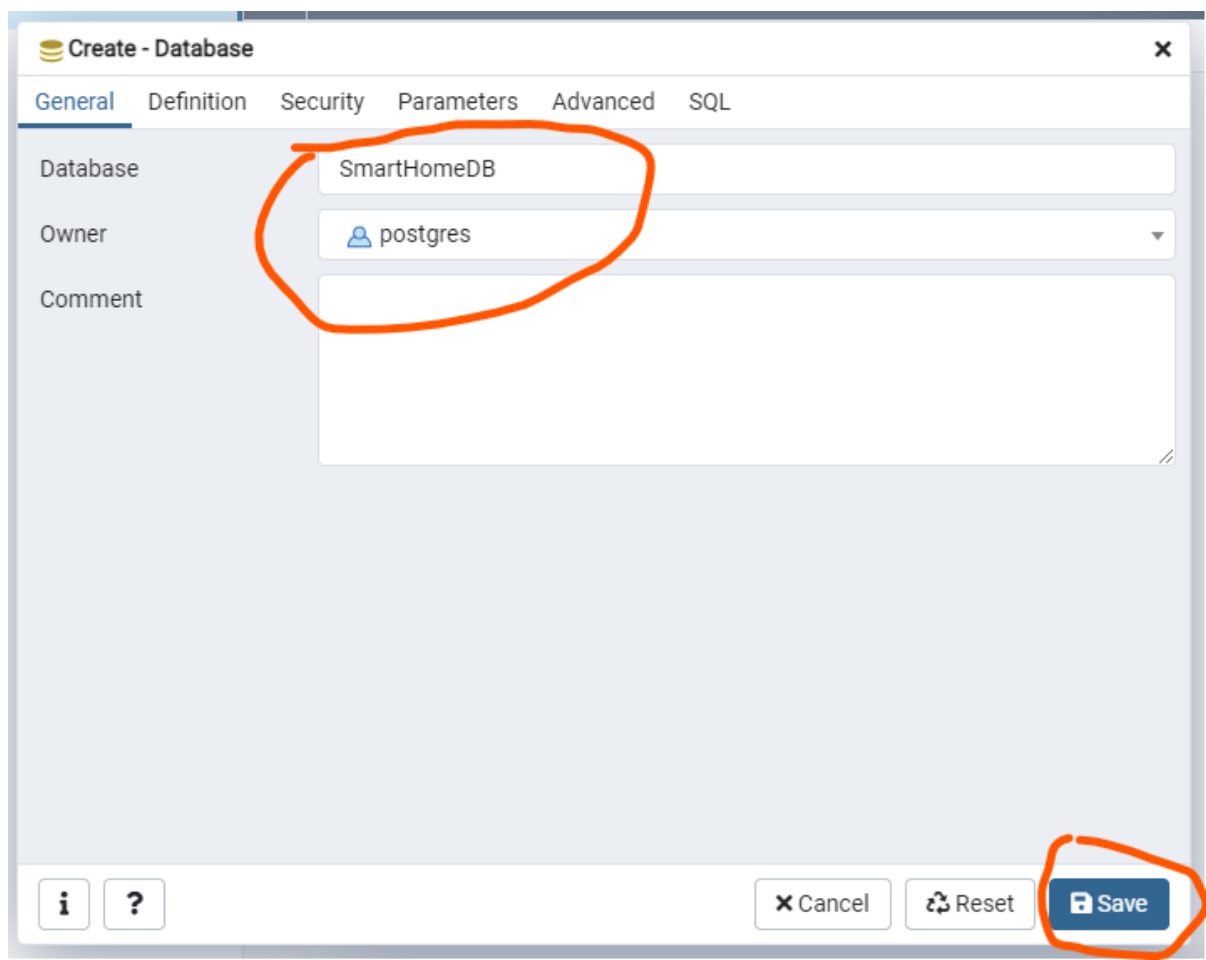 Create - Database
General Definition Security Parameters Advanced SQL
Database SmartHomeDB
Owner postgres
Comment
i ? Cancel Reset Save